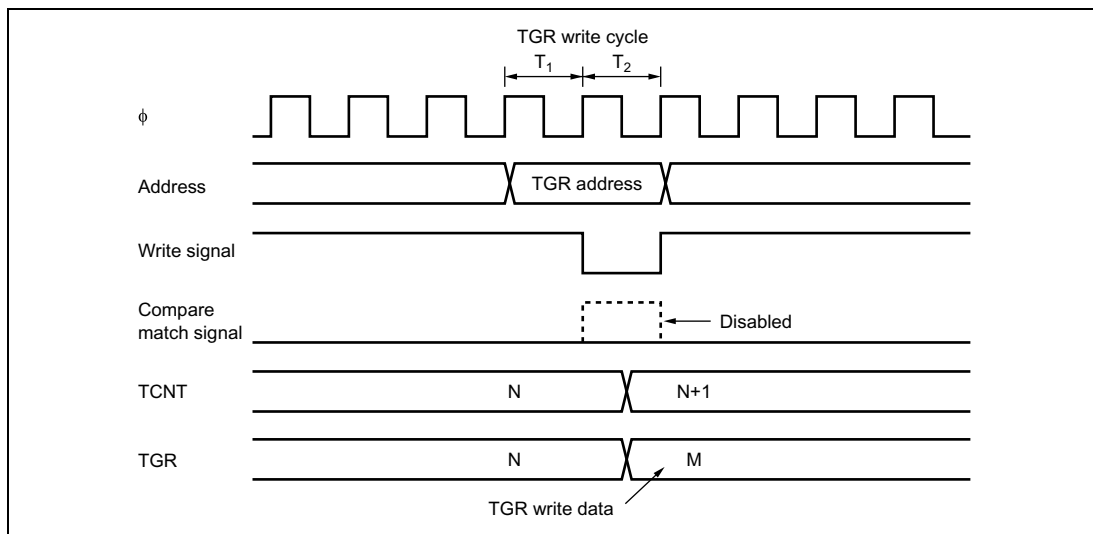 TGR write cycle
T1 T2
ϕ
Address
TGR address
Write signal
Compare
match signal
Disabled
TCNT
N
N+1
TGR
N
M
TGR write data